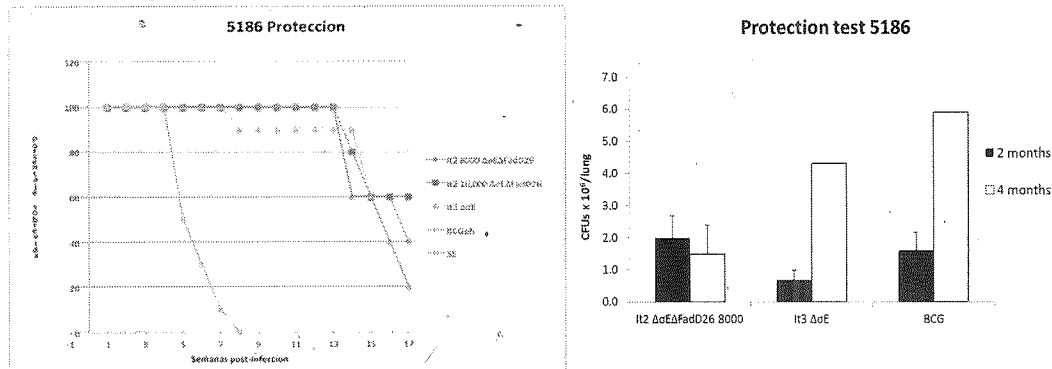 5186 Proteccion
120
100
80
60
40
20
0
-1 1 3 5 7 9 11 13 15 17
Semanas post-infection
BCG
Protection test 5186
CFUs x 10⁶/lung
7.0
6.0
5.0
4.0
3.0
2.0
1.0
0.0
It2 ΔσEΔFadD26 8000
It3 ΔσE
BCG
2 months
4 months